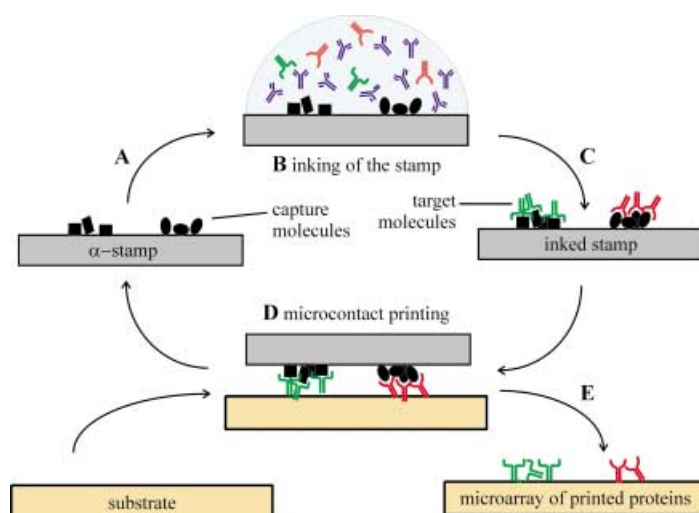 A
B inking of the stamp
C
capture
molecules
target
molecules
α–stamp
inked stamp
D microcontact printing
E
substrate
microarray of printed proteins